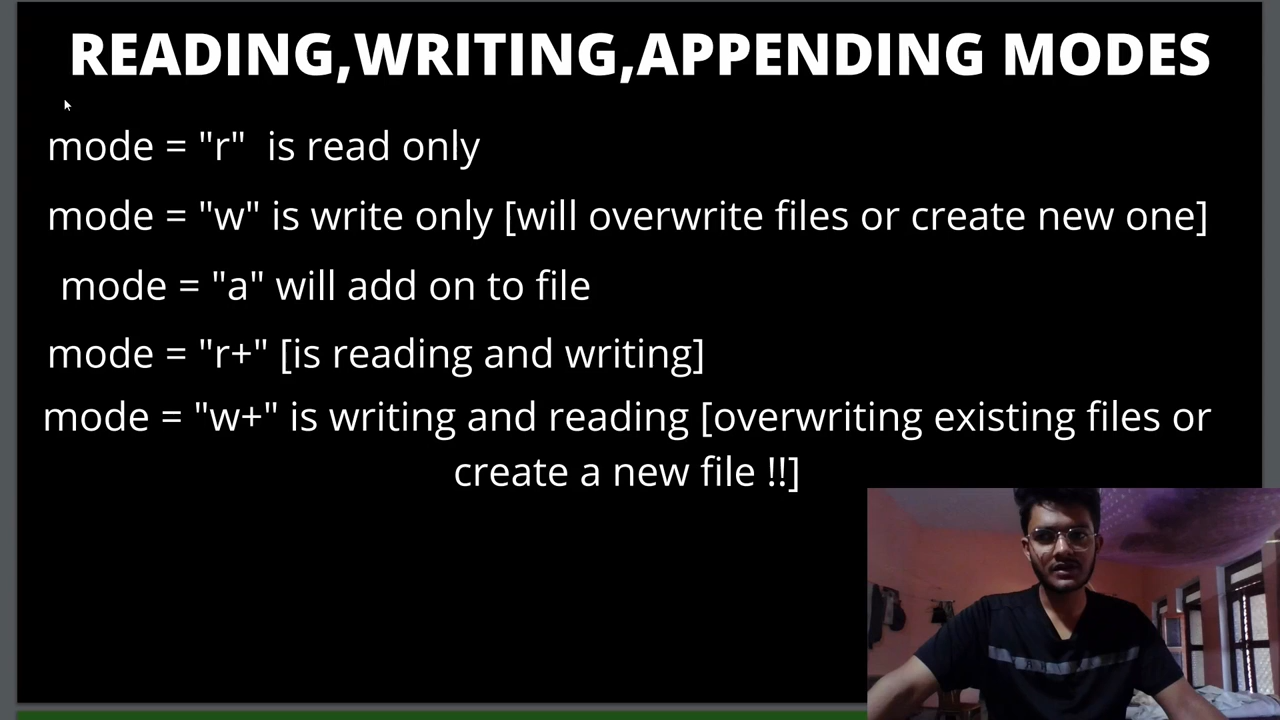 READING,WRITING,APPENDING MODES
mode = "r"  is read only
mode = "w" is write only [will overwrite files or create new one]
mode = "a" will add on to file
mode = "r+" [is reading and writing]
mode = "w+" is writing and reading [overwriting existing files or
create a new file !!]